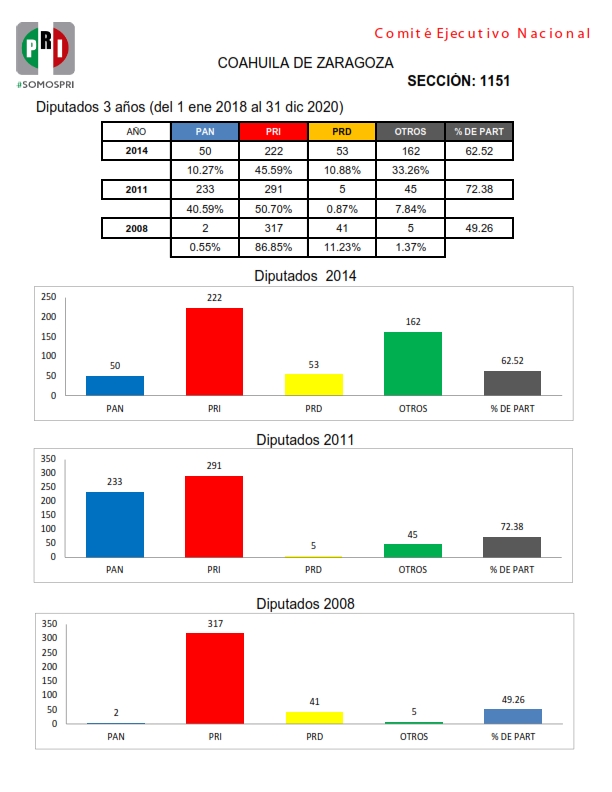 PRI
#SOMOSPRI
Comité Ejecutivo Nacional
COAHUILA DE ZARAGOZA
SECCIÓN: 1151
Diputados 3 años (del 1 ene 2018 al 31 dic 2020)
AÑO PAN PRI PRD OTROS % DE PART
2014 50 222 53 162 62.52
10.27% 45.59% 10.88% 33.26%
2011 233 291 5 45 72.38
40.59% 50.70% 0.87% 7.84%
2008 2 317 41 5 49.26
0.55% 86.85% 11.23% 1.37%
Diputados 2014
250
200
150
100
50
0
50 222 53 162 62.52
PAN PRI PRD OTROS % DE PART
Diputados 2011
350
300
250
200
150
100
50
0
233 291 5 45 72.38
PAN PRI PRD OTROS % DE PART
Diputados 2008
350
300
250
200
150
100
50
0
2 317 41 5 49.26
PAN PRI PRD OTROS % DE PART